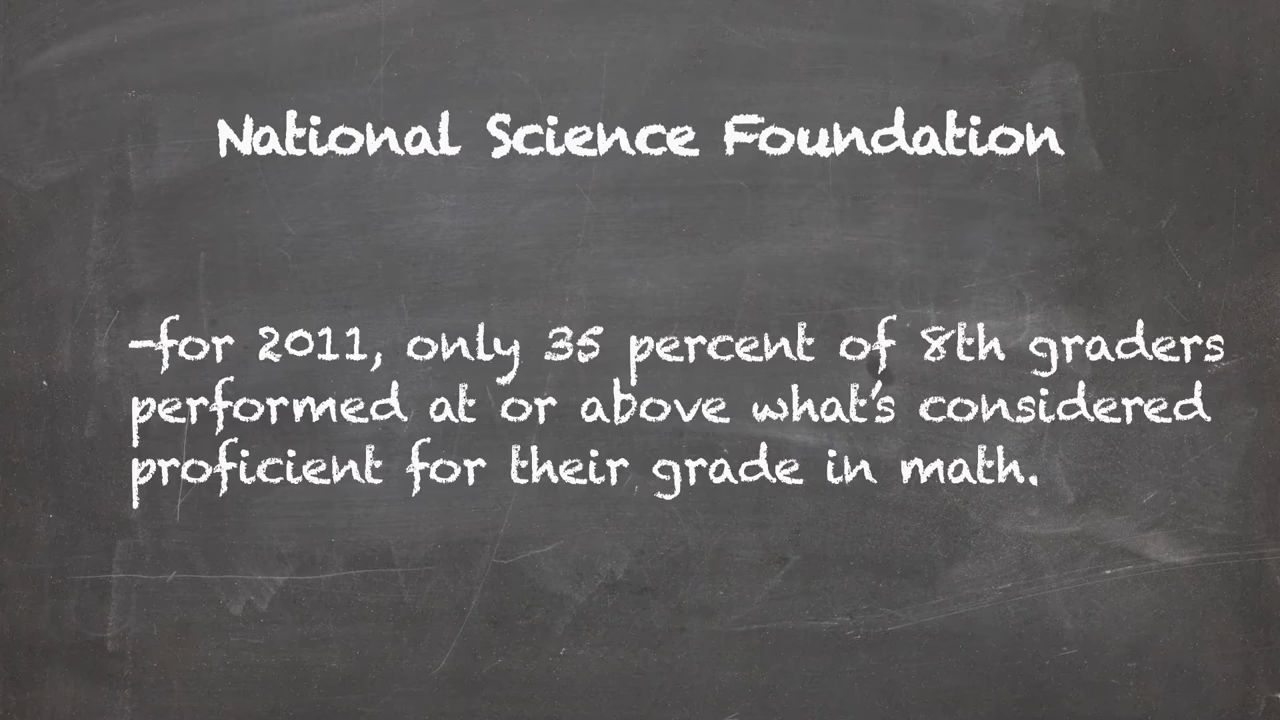 National Science Foundation
-for 2011, only 35 percent of 8th graders
performed at or above what's considered
proficient for their grade in math.